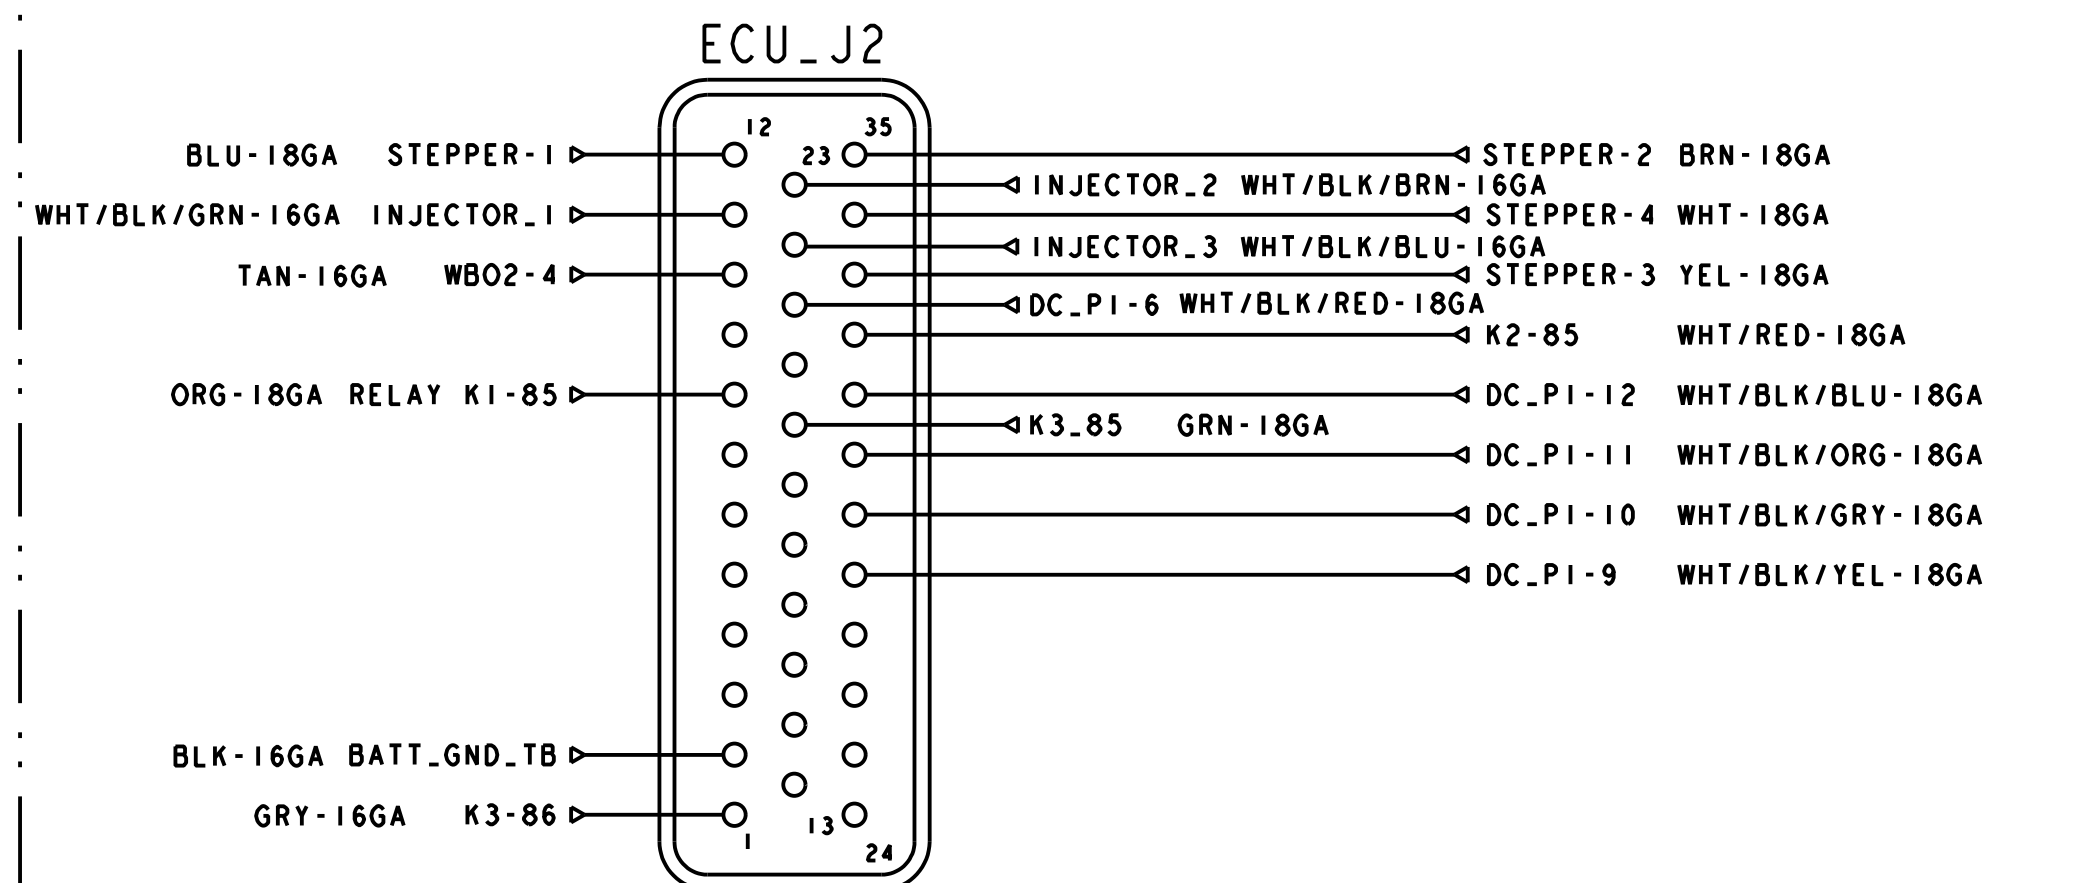 ECU_J2
12 35
BLU-18GA STEPPER-1 23 STEPPER-2 BRN-18GA
INJECTOR_2 WHT/BLK/BRN-16GA
WHT/BLK/GRN-16GA INJECTOR_1 STEPPER-4 WHT-18GA
INJECTOR_3 WHT/BLK/BLU-16GA
TAN-16GA WBO2-4 STEPPER-3 YEL-18GA
DC_P1-6 WHT/BLK/RED-18GA
K2-85 WHT/RED-18GA
ORG-18GA RELAY K1-85 DC_P1-12 WHT/BLK/BLU-18GA
K3_85 GRN-18GA
DC_P1-11 WHT/BLK/ORG-18GA
DC_P1-10 WHT/BLK/GRY-18GA
DC_P1-9 WHT/BLK/YEL-18GA
BLK-16GA BATT_GND_TB
GRY-16GA K3-86 13
1 24